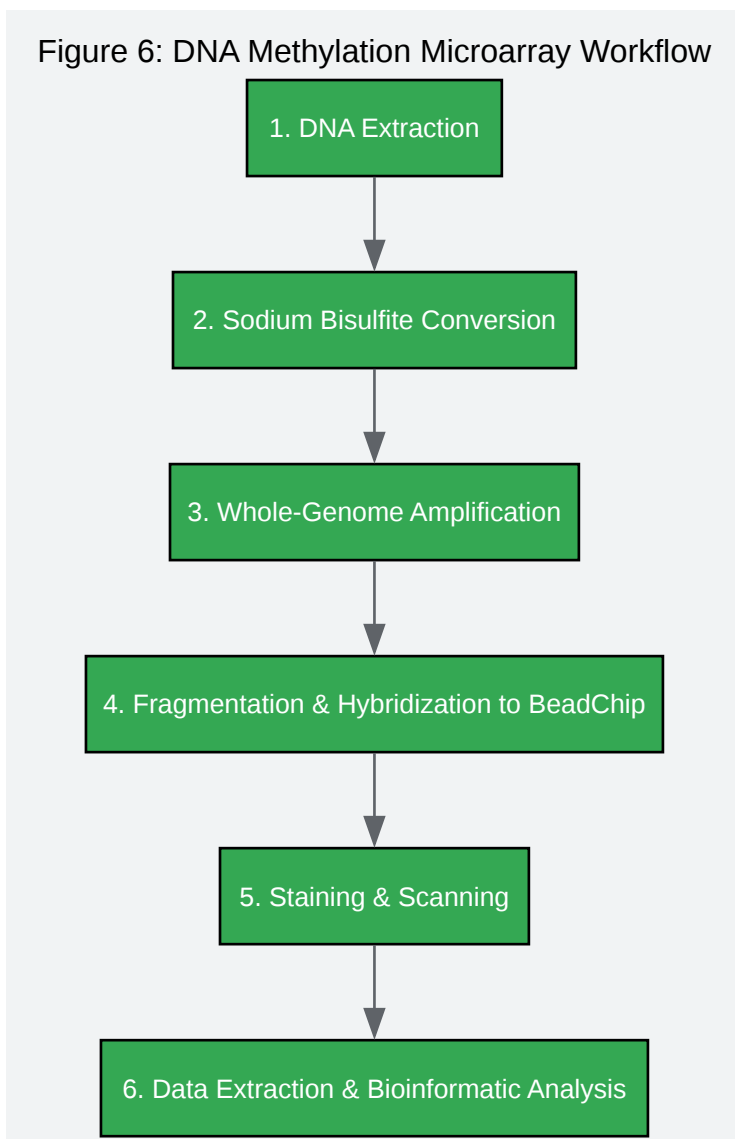 Figure 6: DNA Methylation Microarray Workflow
1. DNA Extraction
2. Sodium Bisulfite Conversion
3. Whole-Genome Amplification
4. Fragmentation & Hybridization to BeadChip
5. Staining & Scanning
6. Data Extraction & Bioinformatic Analysis